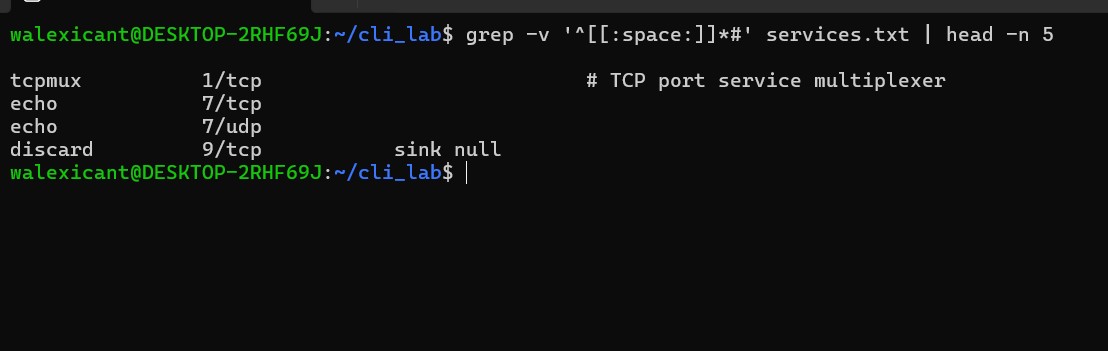 walexicant@DESKTOP-2RHF69J:~/cli_lab$ grep -v '^[[:space:]]*#' services.txt | head -n 5

tcpmux          1/tcp                           # TCP port service multiplexer
echo            7/tcp
echo            7/udp
discard         9/tcp           sink null
walexicant@DESKTOP-2RHF69J:~/cli_lab$